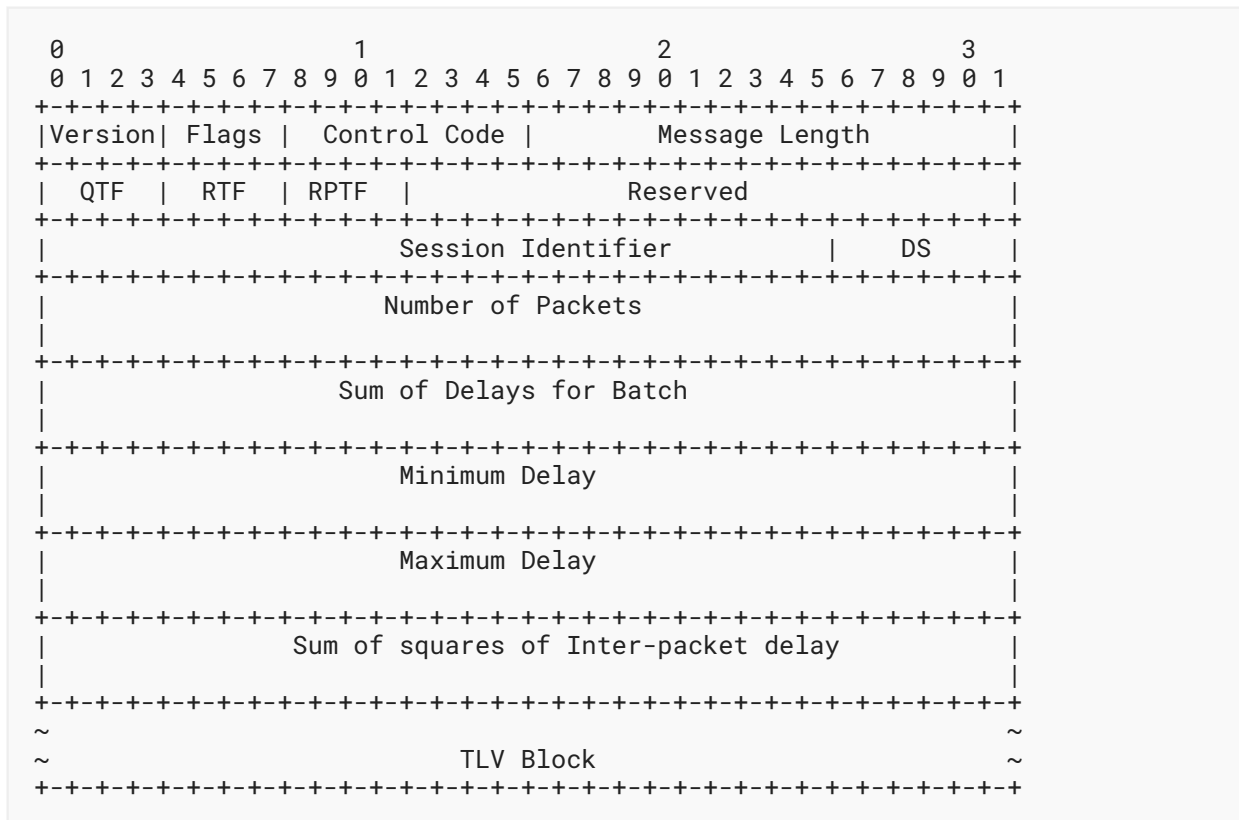 0                   1                   2                   3
 0 1 2 3 4 5 6 7 8 9 0 1 2 3 4 5 6 7 8 9 0 1 2 3 4 5 6 7 8 9 0 1
+-+-+-+-+-+-+-+-+-+-+-+-+-+-+-+-+-+-+-+-+-+-+-+-+-+-+-+-+-+-+-+-+
|Version| Flags |  Control Code |        Message Length         |
+-+-+-+-+-+-+-+-+-+-+-+-+-+-+-+-+-+-+-+-+-+-+-+-+-+-+-+-+-+-+-+-+
|  QTF  |  RTF  | RPTF  |              Reserved                 |
+-+-+-+-+-+-+-+-+-+-+-+-+-+-+-+-+-+-+-+-+-+-+-+-+-+-+-+-+-+-+-+-+
|                       Session Identifier          |    DS     |
+-+-+-+-+-+-+-+-+-+-+-+-+-+-+-+-+-+-+-+-+-+-+-+-+-+-+-+-+-+-+-+-+
|                      Number of Packets                        |
|                                                               |
+-+-+-+-+-+-+-+-+-+-+-+-+-+-+-+-+-+-+-+-+-+-+-+-+-+-+-+-+-+-+-+-+
|                   Sum of Delays for Batch                     |
|                                                               |
+-+-+-+-+-+-+-+-+-+-+-+-+-+-+-+-+-+-+-+-+-+-+-+-+-+-+-+-+-+-+-+-+
|                       Minimum Delay                           |
|                                                               |
+-+-+-+-+-+-+-+-+-+-+-+-+-+-+-+-+-+-+-+-+-+-+-+-+-+-+-+-+-+-+-+-+
|                       Maximum Delay                           |
|                                                               |
+-+-+-+-+-+-+-+-+-+-+-+-+-+-+-+-+-+-+-+-+-+-+-+-+-+-+-+-+-+-+-+-+
|                Sum of squares of Inter-packet delay           |
|                                                               |
+-+-+-+-+-+-+-+-+-+-+-+-+-+-+-+-+-+-+-+-+-+-+-+-+-+-+-+-+-+-+-+-+
~                                                               ~
~                           TLV Block                           ~
+-+-+-+-+-+-+-+-+-+-+-+-+-+-+-+-+-+-+-+-+-+-+-+-+-+-+-+-+-+-+-+-+